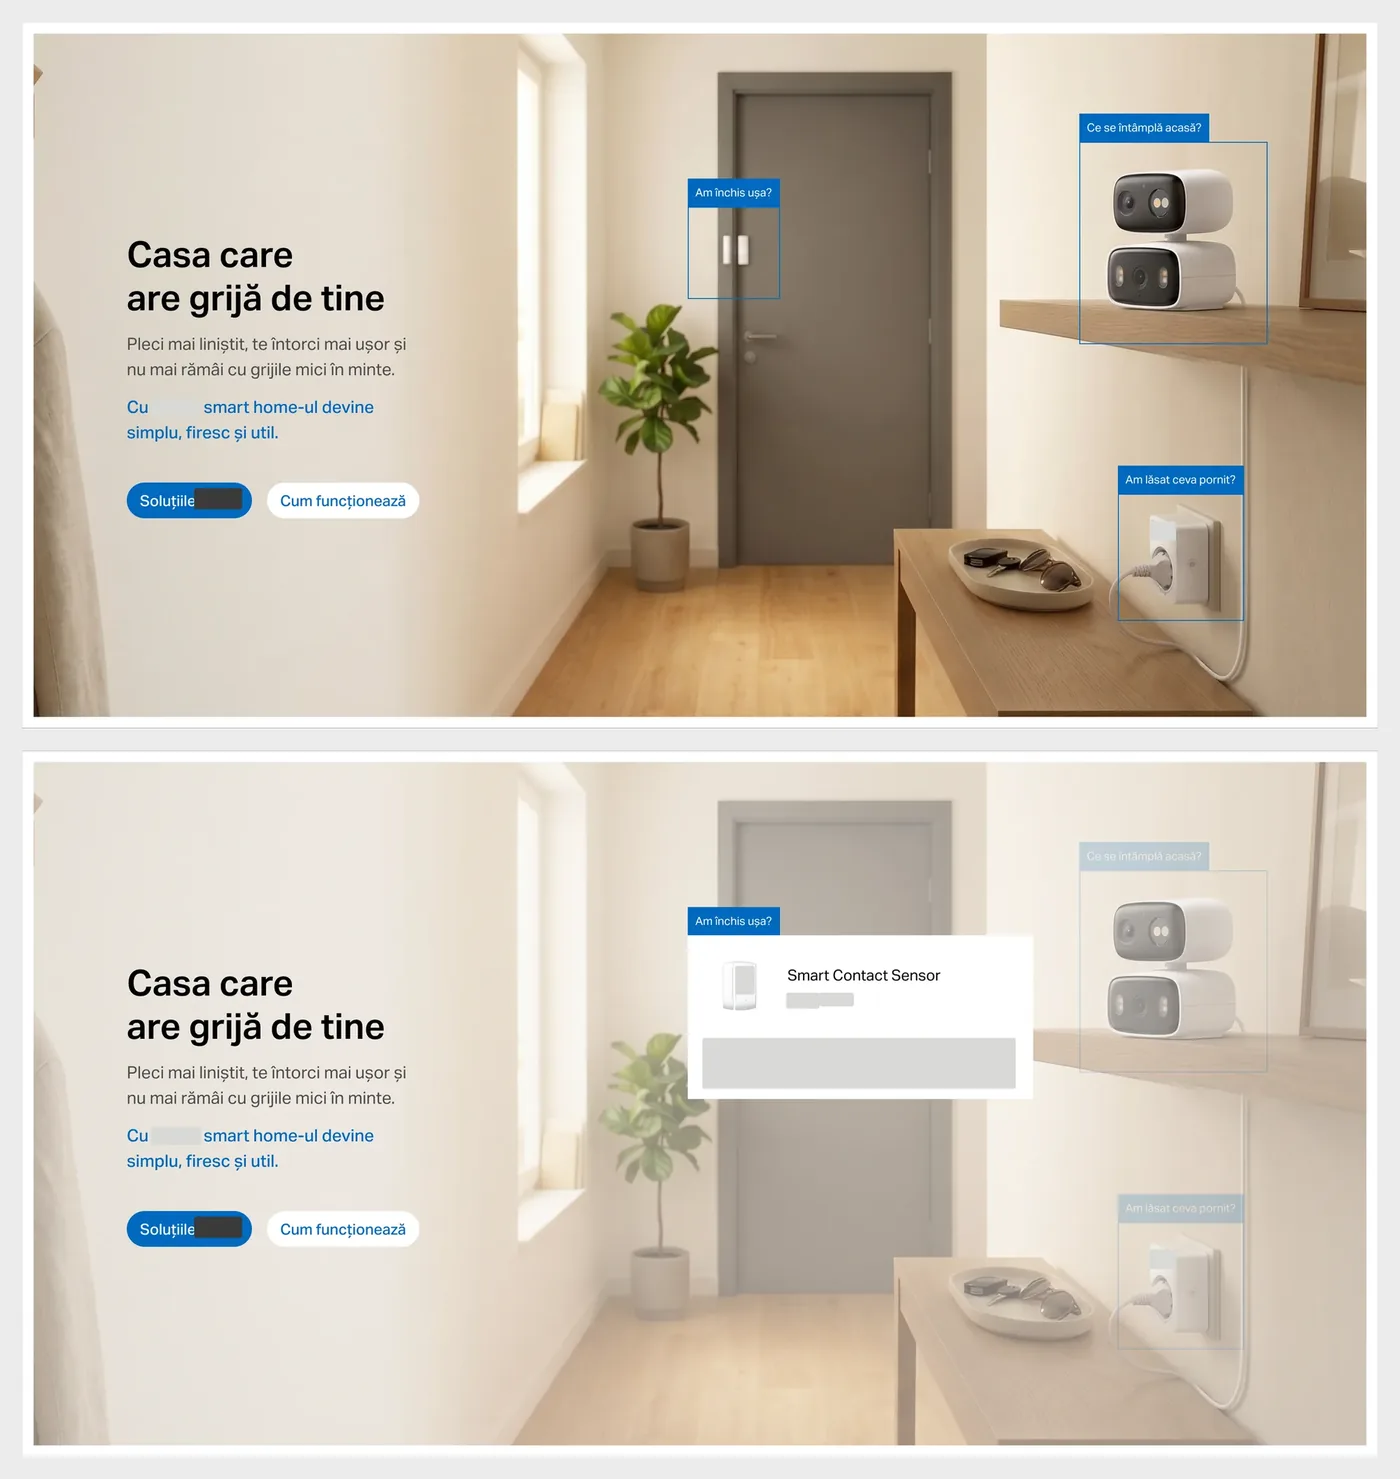 Ce se întâmplă acasă?
Am închis ușa?
Casa care
are grijă de tine
Pleci mai liniștit, te întorci mai ușor și
nu mai rămâi cu grijile mici în minte.
Cu smart home-ul devine
simplu, firesc și util.
Am lăsat ceva pornit?
Soluțiile
Cum funcționează
Ce se întâmplă acasă?
Am închis ușa?
Smart Contact Sensor
Casa care
are grijă de tine
Pleci mai liniștit, te întorci mai ușor și
nu mai rămâi cu grijile mici în minte.
Cu smart home-ul devine
simplu, firesc și util.
Am lăsat ceva pornit?
Soluțiile
Cum funcționează